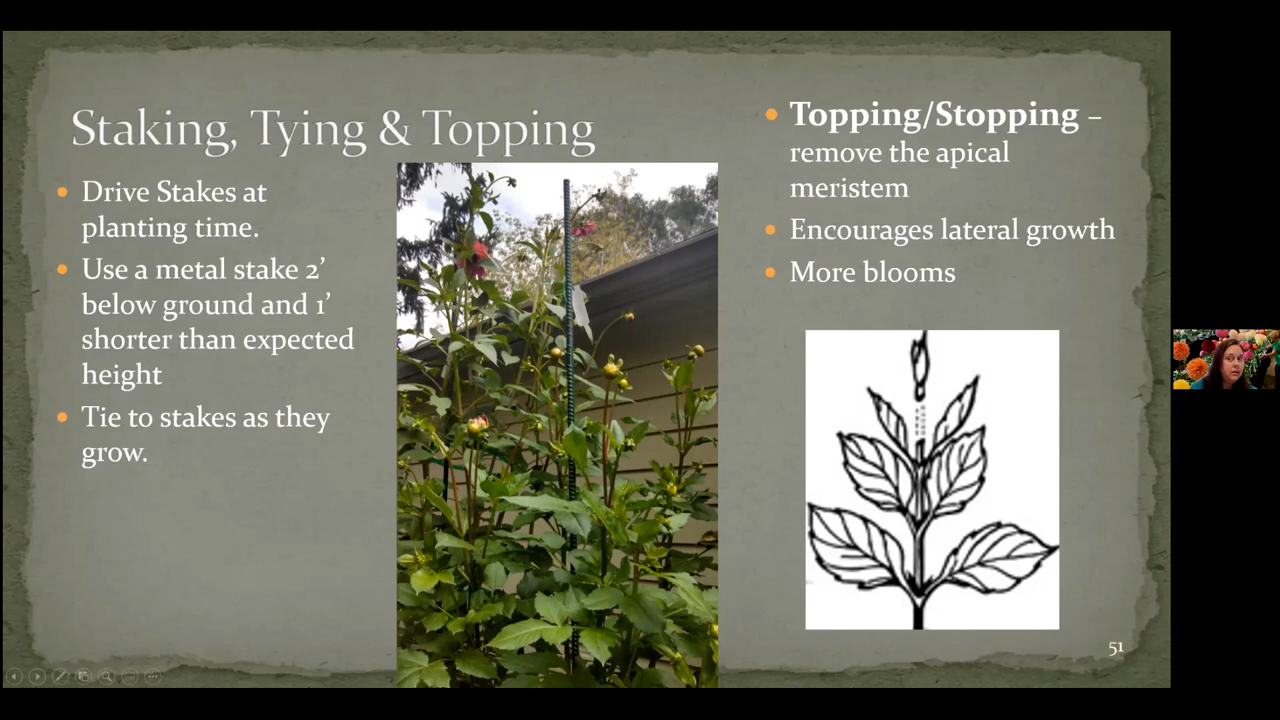 Staking, Tying & Topping
Drive Stakes at
planting time.
Use a metal stake 2’
below ground and 1’
shorter than expected
height
Tie to stakes as they
grow.
Topping/Stopping –
remove the apical
meristem
Encourages lateral growth
More blooms
51